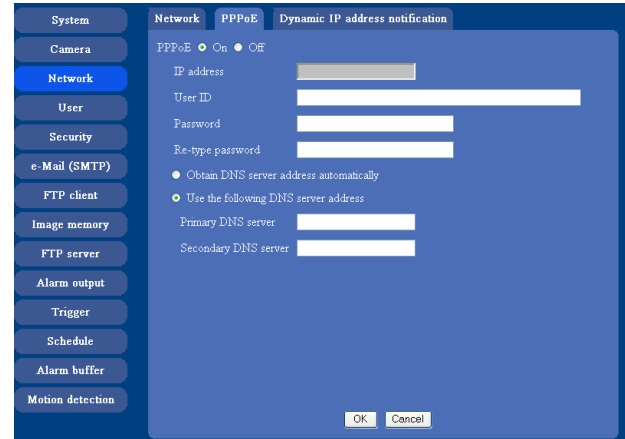 System
Camera
Network
User
Security
e-Mail (SMTP)
FTP client
Image memory
FTP server
Alarm output
Trigger
Schedule
Alarm buffer
Motion detection
Network PPPoE Dynamic IP address notification
PPPoE On Off
IP address
User ID
Password
Re-type password
Obtain DNS server address automatically
Use the following DNS server address
Primary DNS server
Secondary DNS server
OK Cancel